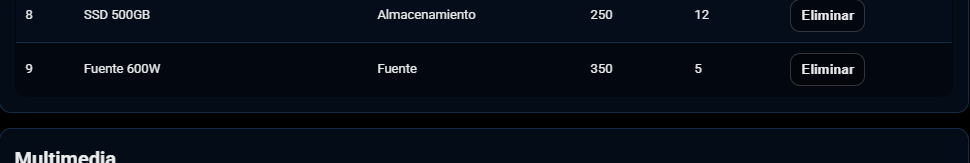 8 SSD 500GB Almacenamiento 250 12 Eliminar
9 Fuente 600W Fuente 350 5 Eliminar
Multimedia